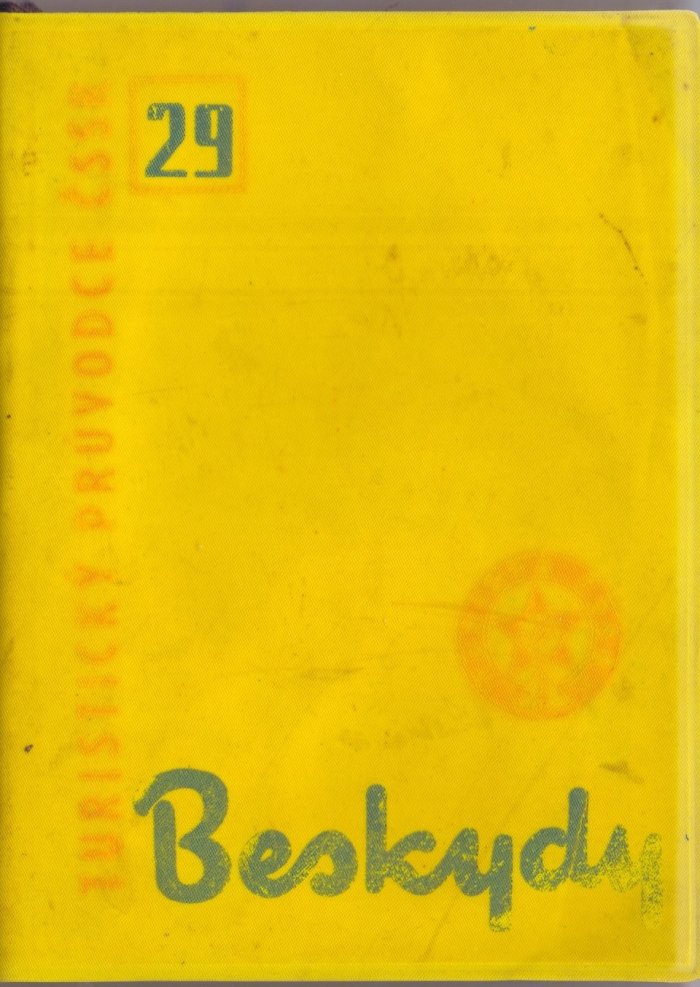 TURISTICKÝ PRŮVODCE ČSSR
29
Beskydy